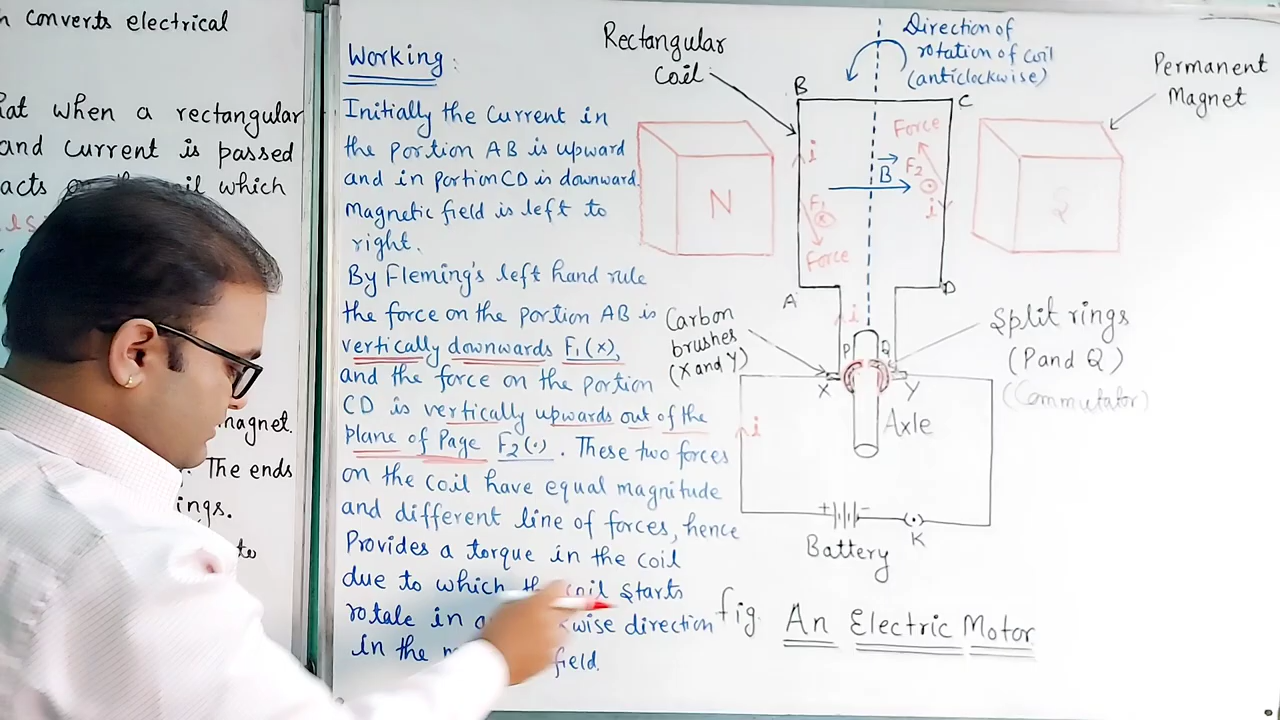 converts electrical
hat when a rectangular
and current is passed
acts which
magnet.
The ends
ings.
to
Working:
Initially the current in
the portion AB is upward
and in portion CD is downward.
Magnetic field is left to
right.
By Fleming's left hand rule
the force on the portion AB is
vertically downwards F₁(x),
and the force on the portion
CD is vertically upwards out of the
plane of Page F₂(·). These two forces
on the coil have equal magnitude
and different line of forces, hence
Provides a torque in the coil
due to which the coil starts
rotate in wise direction
in the field.
Rectangular
coil
Direction of
rotation of coil
(anticlockwise)
Permanent
Magnet
B
C
Force
i
B
F₂
N
F₁
i
Force
A
D
i
Carbon
brushes
(X and Y)
Split rings
(P and Q)
(Commutator)
P
Q
X
Y
Axle
i
+
-
K
Battery
fig. An Electric Motor